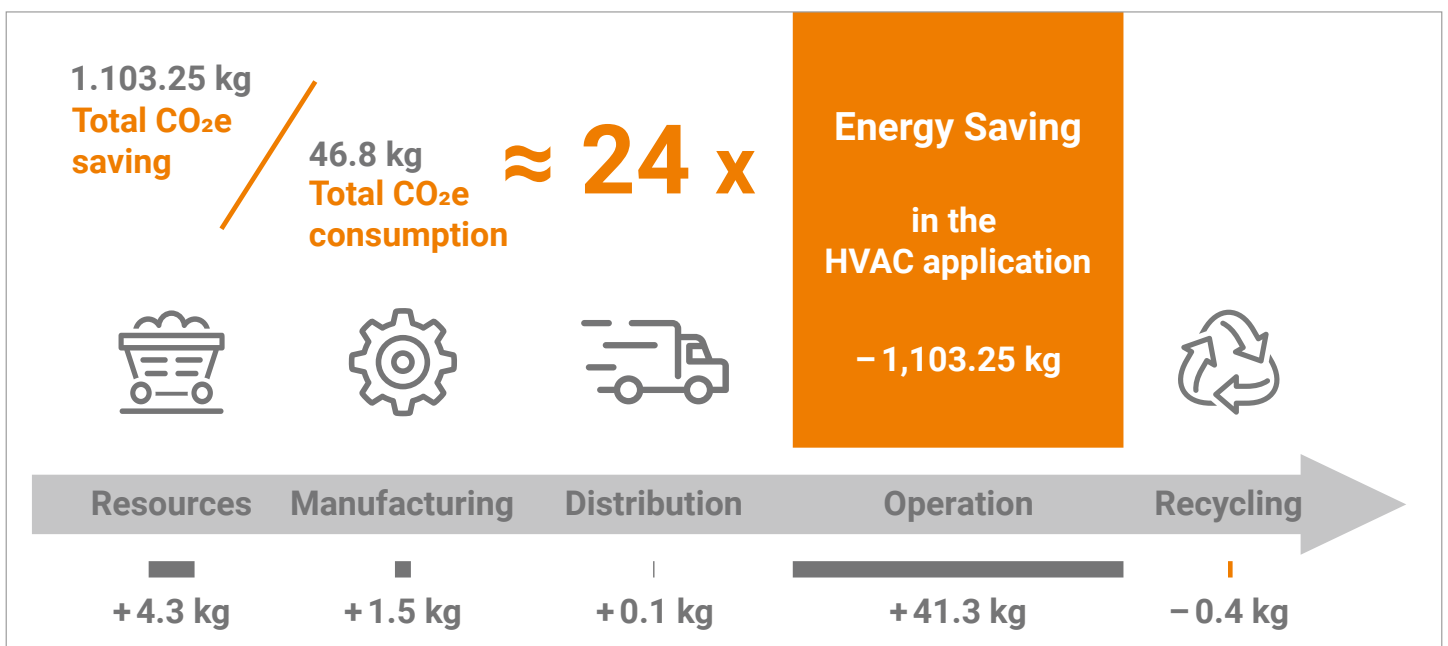 1.103.25 kg
Total CO₂e
saving
46.8 kg
Total CO₂e
consumption
≈ 24 x
Energy Saving
in the
HVAC application
– 1,103.25 kg
Resources
Manufacturing
Distribution
Operation
Recycling
+ 4.3 kg
+ 1.5 kg
+ 0.1 kg
+ 41.3 kg
– 0.4 kg